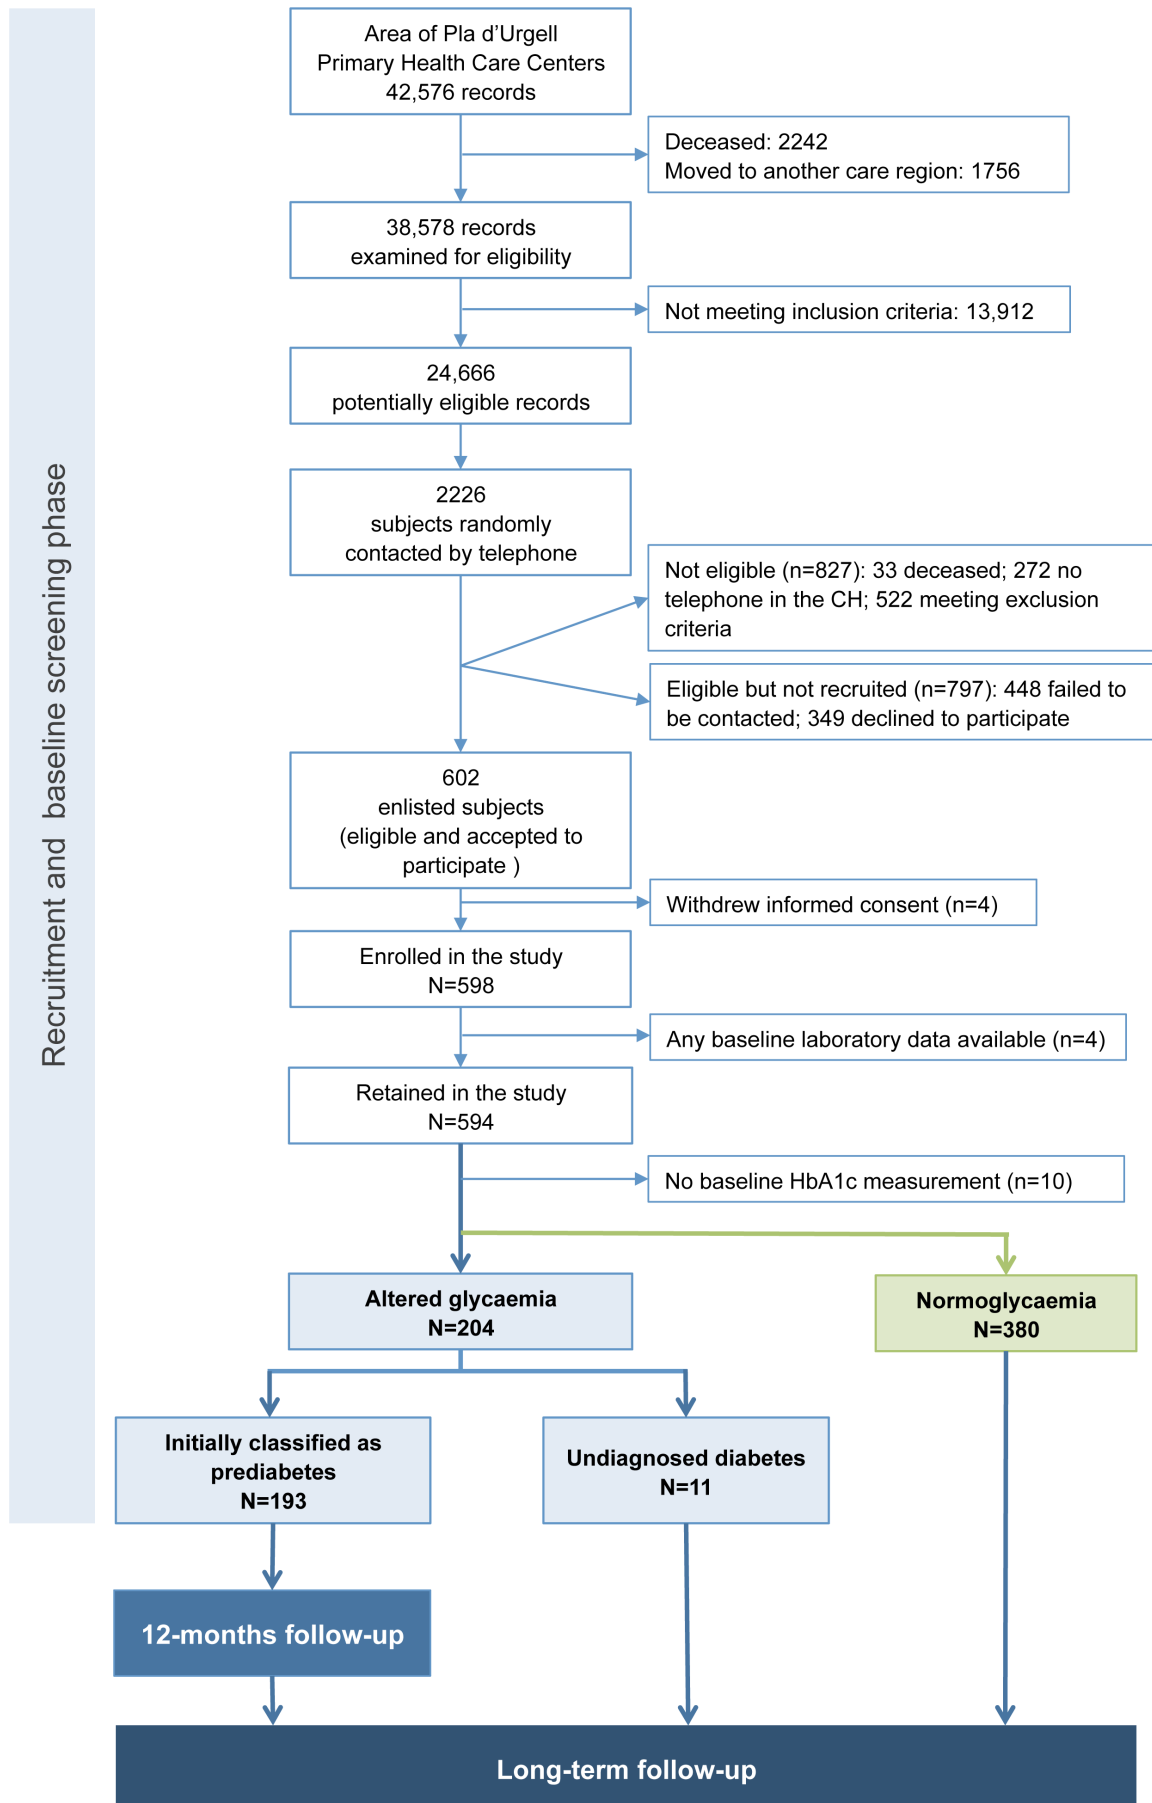 Recruitment and baseline screening phase
Area of Pla d'Urgell
Primary Health Care Centers
42,576 records
Deceased: 2242
Moved to another care region: 1756
38,578 records
examined for eligibility
Not meeting inclusion criteria: 13,912
24,666
potentially eligible records
2226
subjects randomly
contacted by telephone
Not eligible (n=827): 33 deceased; 272 no
telephone in the CH; 522 meeting exclusion
criteria
Eligible but not recruited (n=797): 448 failed to
be contacted; 349 declined to participate
602
enlisted subjects
(eligible and accepted to
participate )
Withdrew informed consent (n=4)
Enrolled in the study
N=598
Any baseline laboratory data available (n=4)
Retained in the study
N=594
No baseline HbA1c measurement (n=10)
Altered glycaemia
N=204
Normoglycaemia
N=380
Initially classified as
prediabetes
N=193
Undiagnosed diabetes
N=11
12-months follow-up
Long-term follow-up